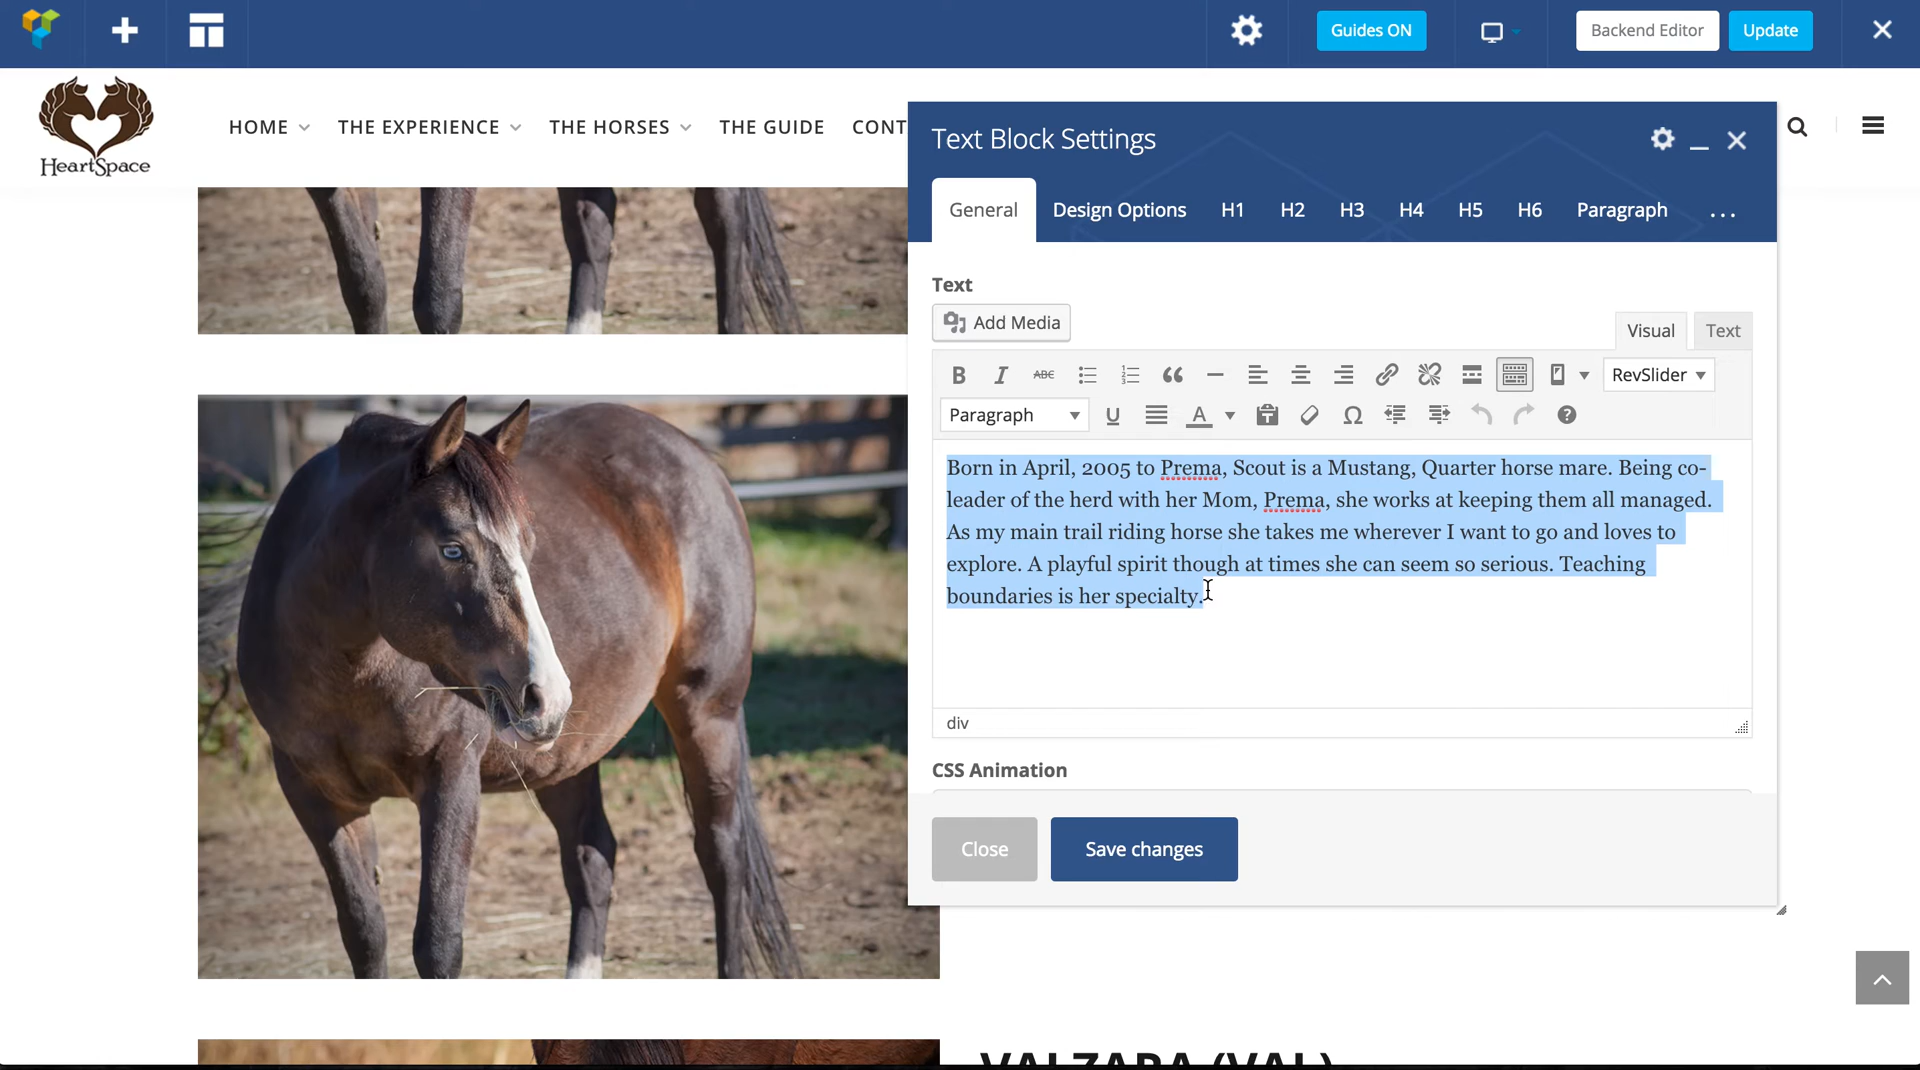 Guides ON
Backend Editor
Update
HeartSpace
HOME
THE EXPERIENCE
THE HORSES
THE GUIDE
CONT
Text Block Settings
General
Design Options
H1
H2
H3
H4
H5
H6
Paragraph
...
Text
Add Media
Visual
Text
B
I
ABC
RevSlider
Paragraph
U
A
Born in April, 2005 to Prema, Scout is a Mustang, Quarter horse mare. Being co-
leader of the herd with her Mom, Prema, she works at keeping them all managed.
As my main trail riding horse she takes me wherever I want to go and loves to
explore. A playful spirit though at times she can seem so serious. Teaching
boundaries is her specialty.
div
CSS Animation
Close
Save changes
VALZARA (VAL)